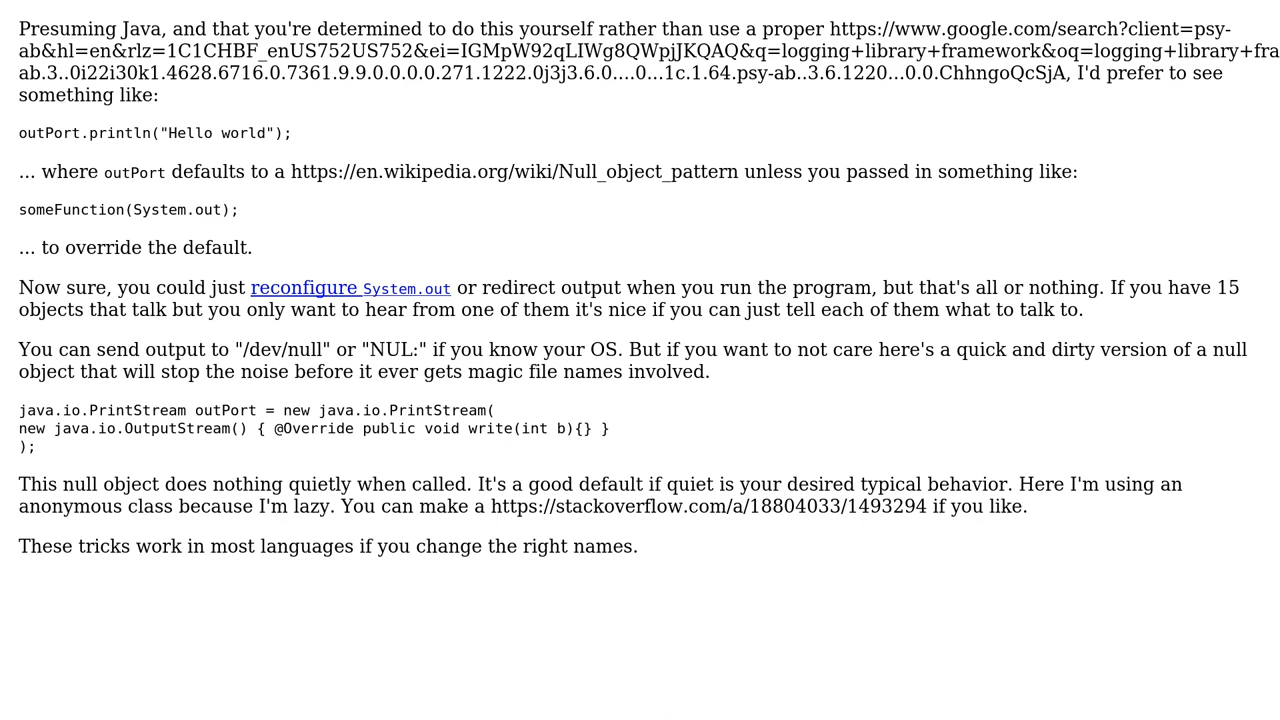 Presuming Java, and that you're determined to do this yourself rather than use a proper https://www.google.com/search?client=psy-
ab&hl=en&rlz=1C1CHBF_enUS752US752&ei=IGMpW92qLIWg8QWpjJKQAQ&q=logging+library+framework&oq=logging+library+fra
ab.3..0i22i30k1.4628.6716.0.7361.9.9.0.0.0.0.271.1222.0j3j3.6.0....0...1c.1.64.psy-ab..3.6.1220...0.0.ChhngoQcSjA, I'd prefer to see
something like:
outPort.println("Hello world");
... where outPort defaults to a https://en.wikipedia.org/wiki/Null_object_pattern unless you passed in something like:
someFunction(System.out);
... to override the default.
Now sure, you could just reconfigure System.out or redirect output when you run the program, but that's all or nothing. If you have 15
objects that talk but you only want to hear from one of them it's nice if you can just tell each of them what to talk to.
You can send output to "/dev/null" or "NUL:" if you know your OS. But if you want to not care here's a quick and dirty version of a null
object that will stop the noise before it ever gets magic file names involved.
java.io.PrintStream outPort = new java.io.PrintStream(
new java.io.OutputStream() { @Override public void write(int b){} }
);
This null object does nothing quietly when called. It's a good default if quiet is your desired typical behavior. Here I'm using an
anonymous class because I'm lazy. You can make a https://stackoverflow.com/a/18804033/1493294 if you like.
These tricks work in most languages if you change the right names.